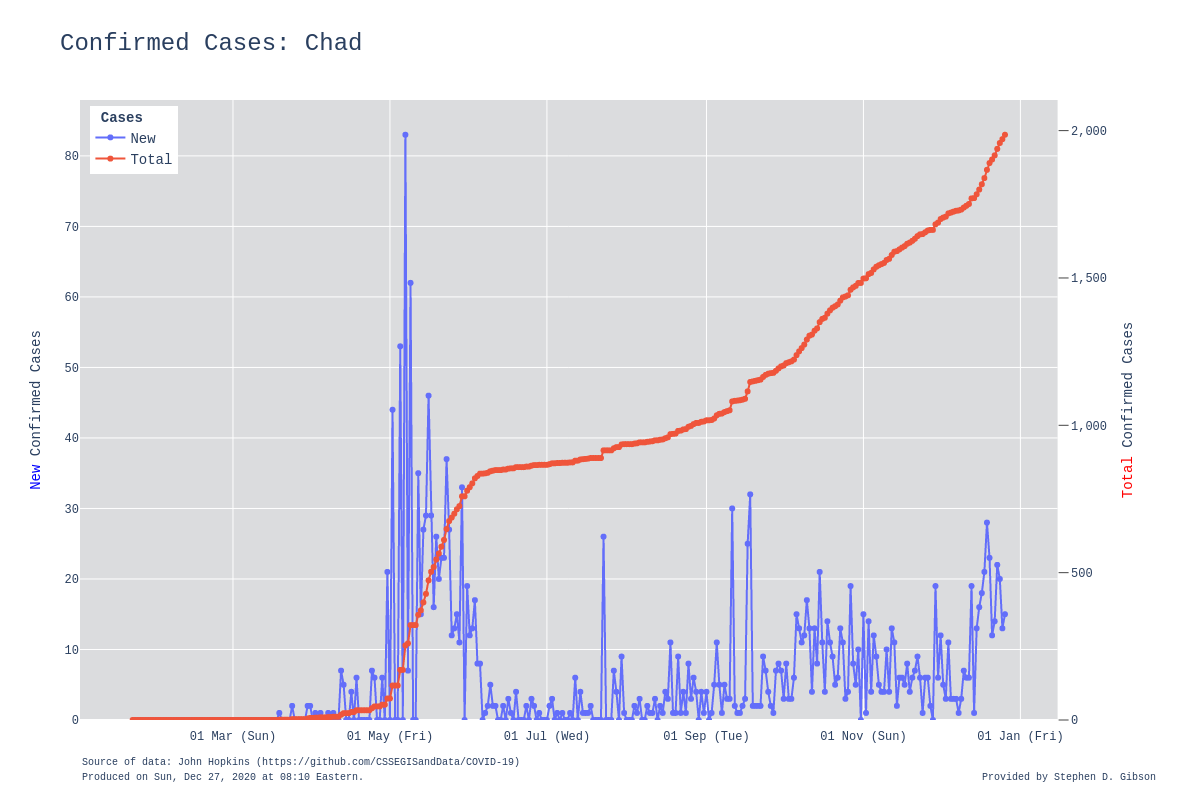 Confirmed Cases: Chad
Cases
New
Total
80
70
60
50
40
30
20
10
0
2,000
1,500
1,000
500
0
New Confirmed Cases
Total Confirmed Cases
01 Mar (Sun)
01 May (Fri)
01 Jul (Wed)
01 Sep (Tue)
01 Nov (Sun)
01 Jan (Fri)
Source of data: John Hopkins (https://github.com/CSSEGISandData/COVID-19)
Produced on Sun, Dec 27, 2020 at 08:10 Eastern.
Provided by Stephen D. Gibson